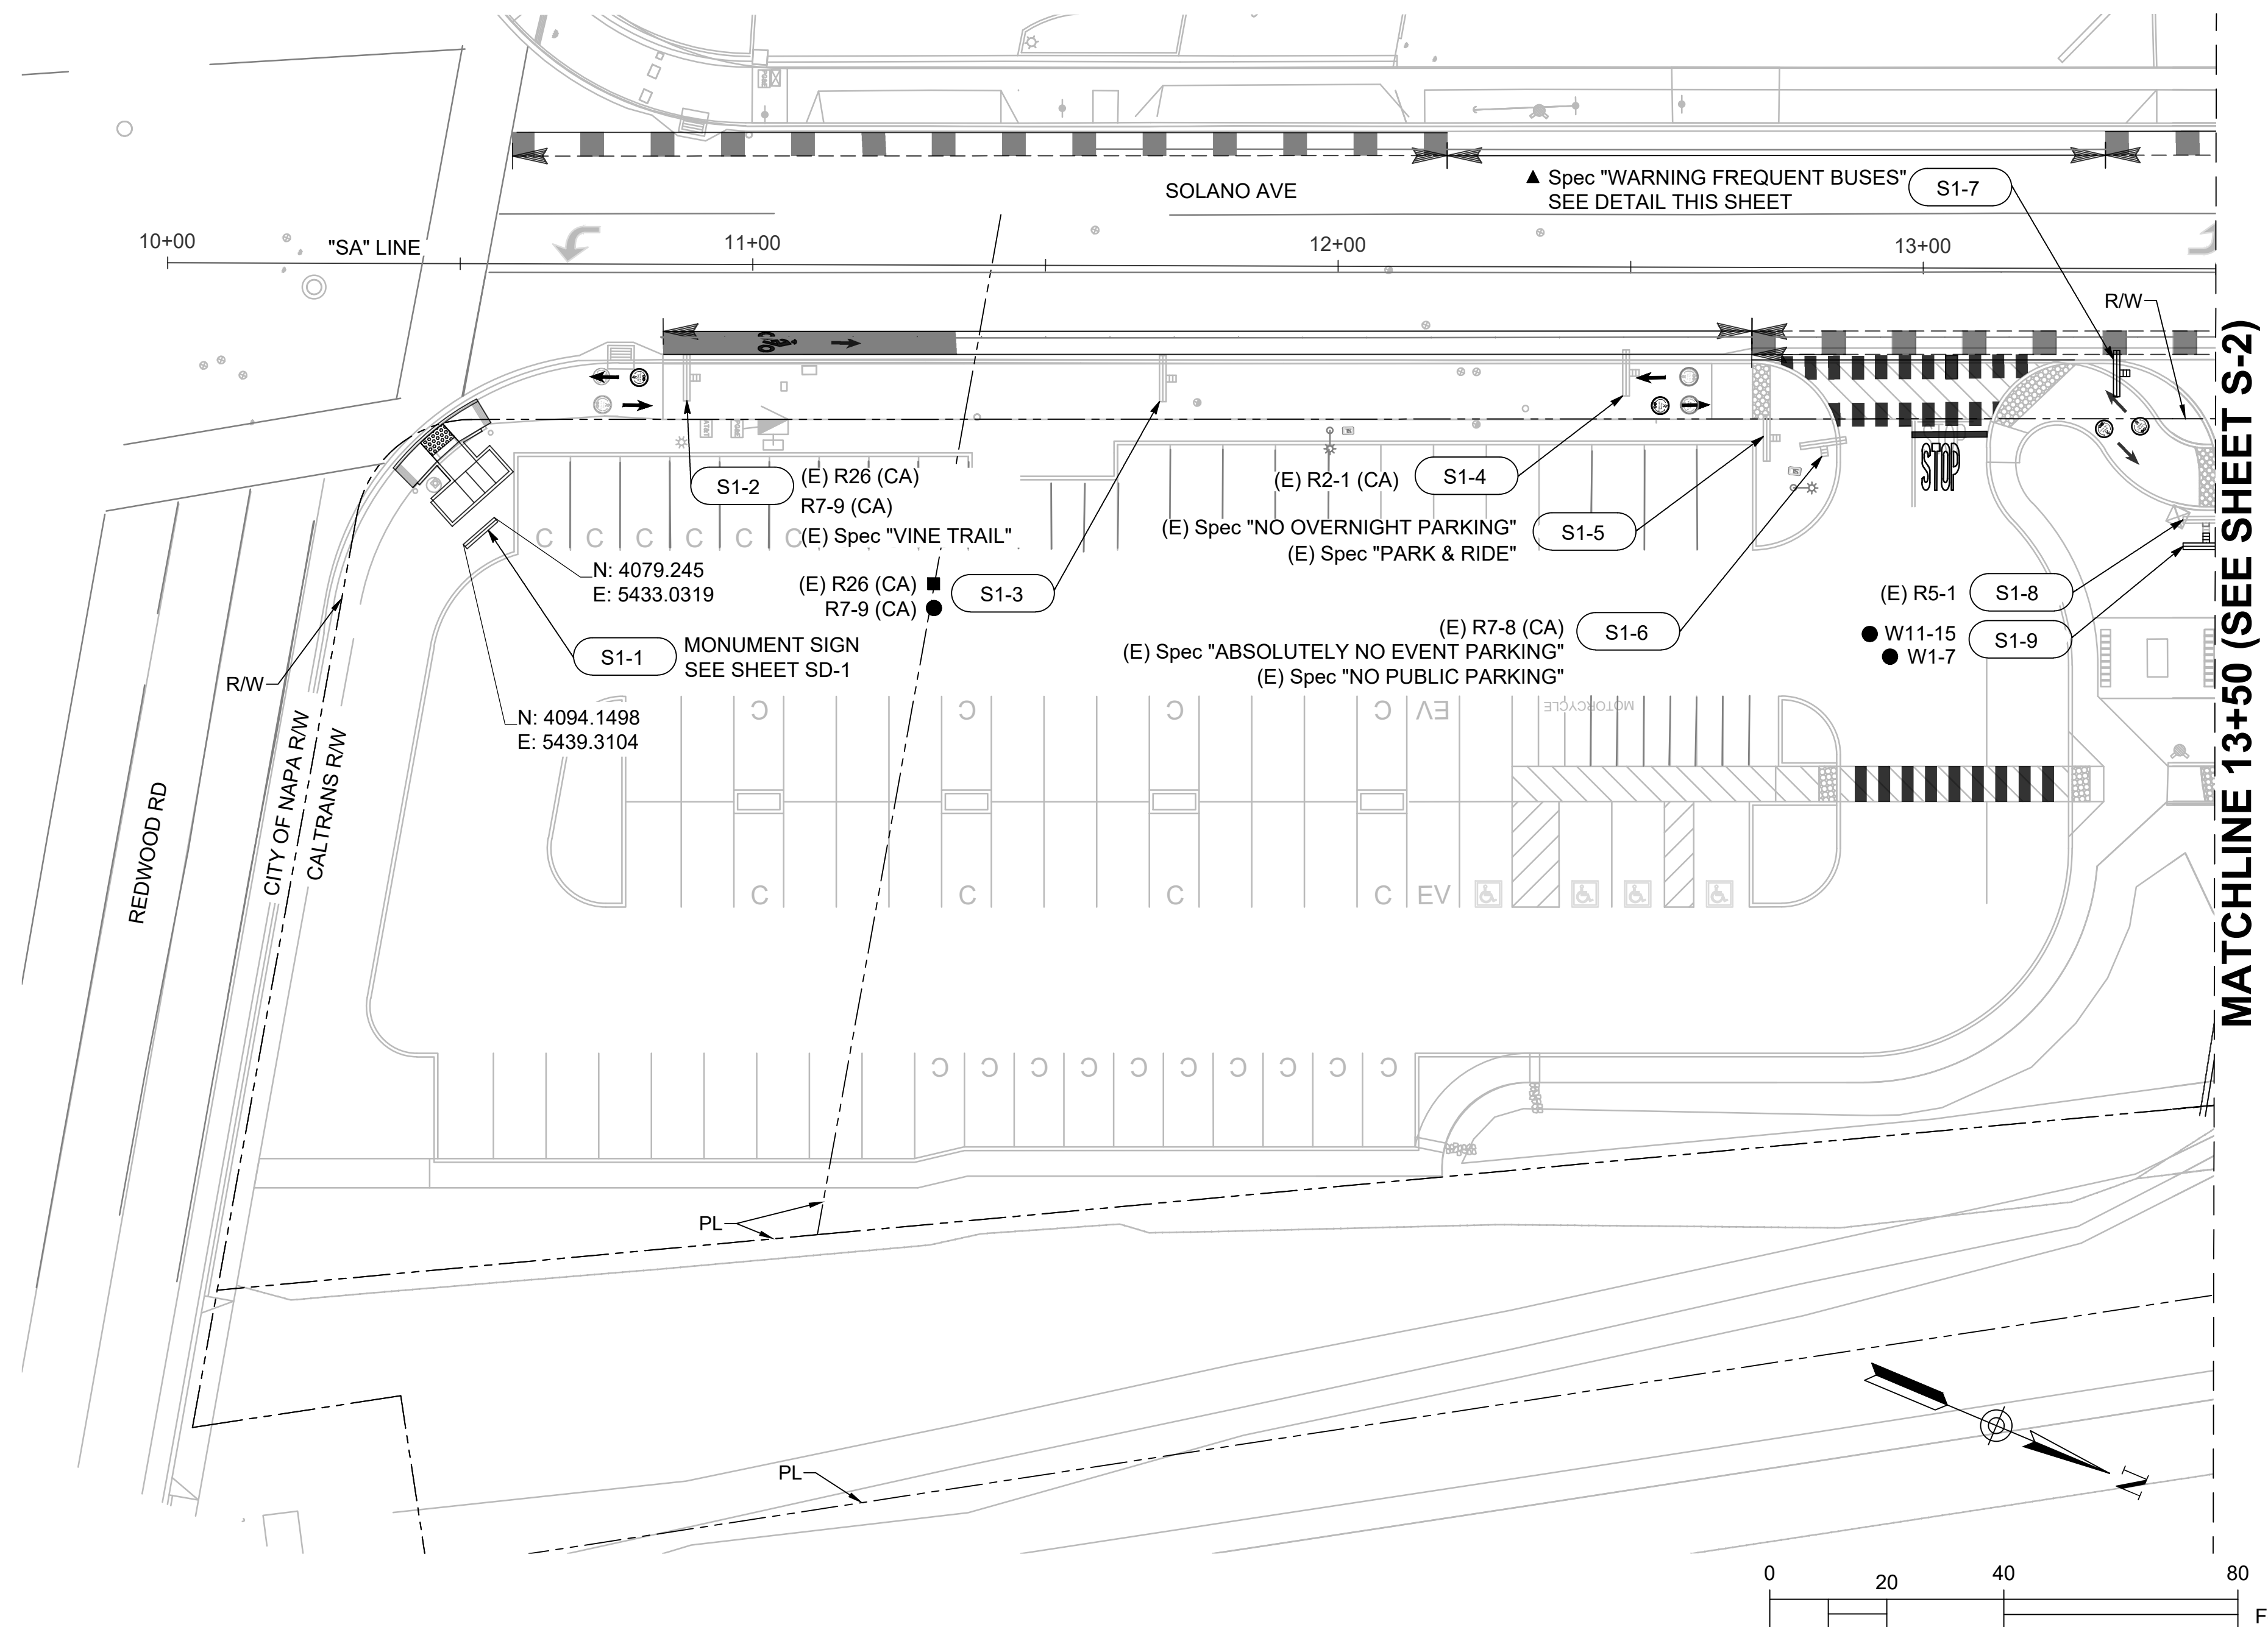 SOLANO AVE
▲ Spec "WARNING FREQUENT BUSES"
SEE DETAIL THIS SHEET
S1-7
10+00
"SA" LINE
11+00
12+00
13+00
R/W
MATCHLINE 13+50 (SEE SHEET S-2)
S1-2
(E) R26 (CA)
R7-9 (CA)
(E) Spec "VINE TRAIL"
(E) R2-1 (CA)
S1-4
STOP
(E) Spec "NO OVERNIGHT PARKING"
(E) Spec "PARK & RIDE"
S1-5
C C C C C C
N: 4079.245
E: 5433.0319
(E) R26 (CA) ■
R7-9 (CA) ●
S1-3
(E) R5-1
S1-8
● W11-15
● W1-7
S1-9
(E) R7-8 (CA)
(E) Spec "ABSOLUTELY NO EVENT PARKING"
(E) Spec "NO PUBLIC PARKING"
S1-6
S1-1
MONUMENT SIGN
SEE SHEET SD-1
R/W
N: 4094.1498
E: 5439.3104
C C C C EV MOTORCYCLE
CITY OF NAPA R/W
CALTRANS R/W
REDWOOD RD
C C C C EV
C C C C C C C C C C
PL
PL
N
0 20 40 80
F